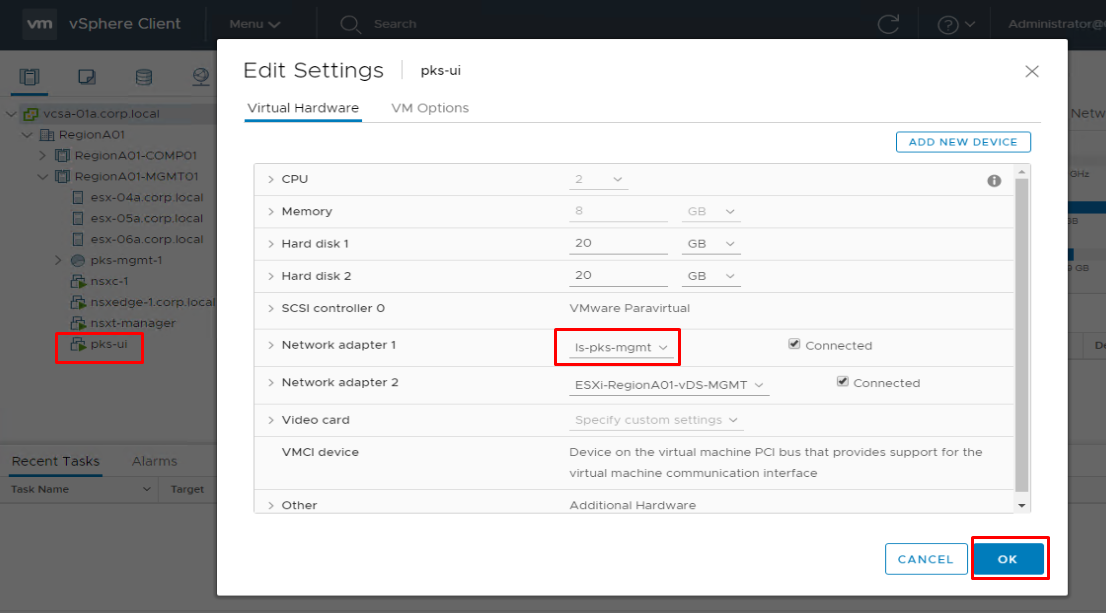 vm vSphere Client Menu Search Administrator@
Edit Settings pks-ui
Virtual Hardware VM Options
ADD NEW DEVICE
vcsa-01a.corp.local
RegionA01
RegionA01-COMP01
RegionA01-MGMT01
esx-04a.corp.local
esx-05a.corp.local
esx-06a.corp.local
pks-mgmt-1
nsxc-1
nsxedge-1.corp.local
nsxt-manager
pks-ui
CPU 2
Memory 8 GB
Hard disk 1 20 GB
Hard disk 2 20 GB
SCSI controller 0 VMware Paravirtual
Network adapter 1 ls-pks-mgmt Connected
Network adapter 2 ESXi-RegionA01-vDS-MGMT Connected
Video card Specify custom settings
VMCI device Device on the virtual machine PCI bus that provides support for the
virtual machine communication interface
Other Additional Hardware
CANCEL OK
Netw
GHz
GB
GB
De
Recent Tasks Alarms
Task Name Target